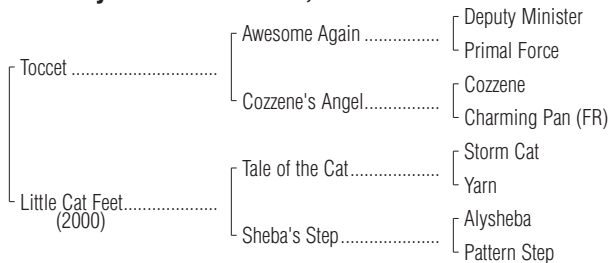 Deputy Minister
Awesome Again ................
Primal Force
Toccet ..................................
Cozzene
Cozzene's Angel................
Charming Pan (FR)
Storm Cat
Tale of the Cat...................
Yarn
Little Cat Feet......................
(2000)
Alysheba
Sheba's Step.....................
Pattern Step